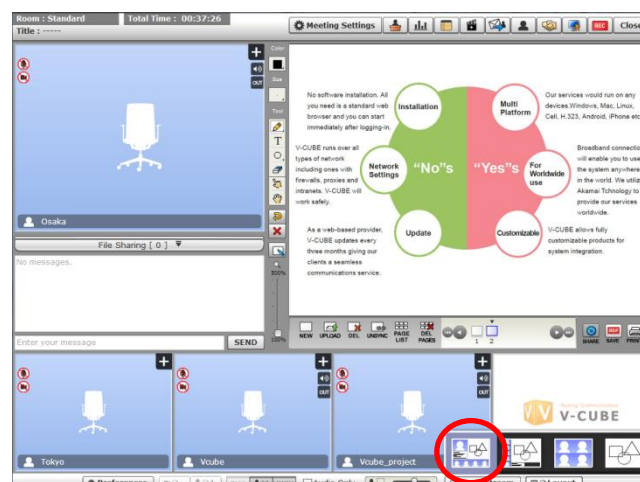 Room : Standard
Total Time : 00:37:26
Title : -----
Meeting Settings
REC
Close
Color
Size
Tool
T
OUT
Osaka
File Sharing [ 0 ]
No messages.
Enter your message
SEND
300%
100%
No software installation. All
you need is a standard web
browser and you can start
immediately after logging-in.
V-CUBE runs over all
types of network
including ones with
firewalls, proxies and
intranets. V-CUBE will
work safely.
As a web-based provider,
V-CUBE updates every
three months giving our
clients a seamless
communications service.
Installation
Network
Settings
Update
"No"s
"Yes"s
Multi
Platform
For
Worldwide
use
Customizable
Our services would run on any
devices.Windows, Mac, Linux,
Cell, H.323, Android, iPhone etc
Broadband connectio
will enable you to use
the system anywhere
in the world. We utiliz
Akamai Tchnology to
provide our services
worldwide.
V-CUBE allows fully
customizable products for
system integration.
NEW
UPLOAD
DEL
UNSYNC
PAGE
LIST
DEL
PAGES
1
2
SHARE
SAVE
PRINT
Tokyo
Vcube
OUT
Vcube_project
OUT
V-CUBE